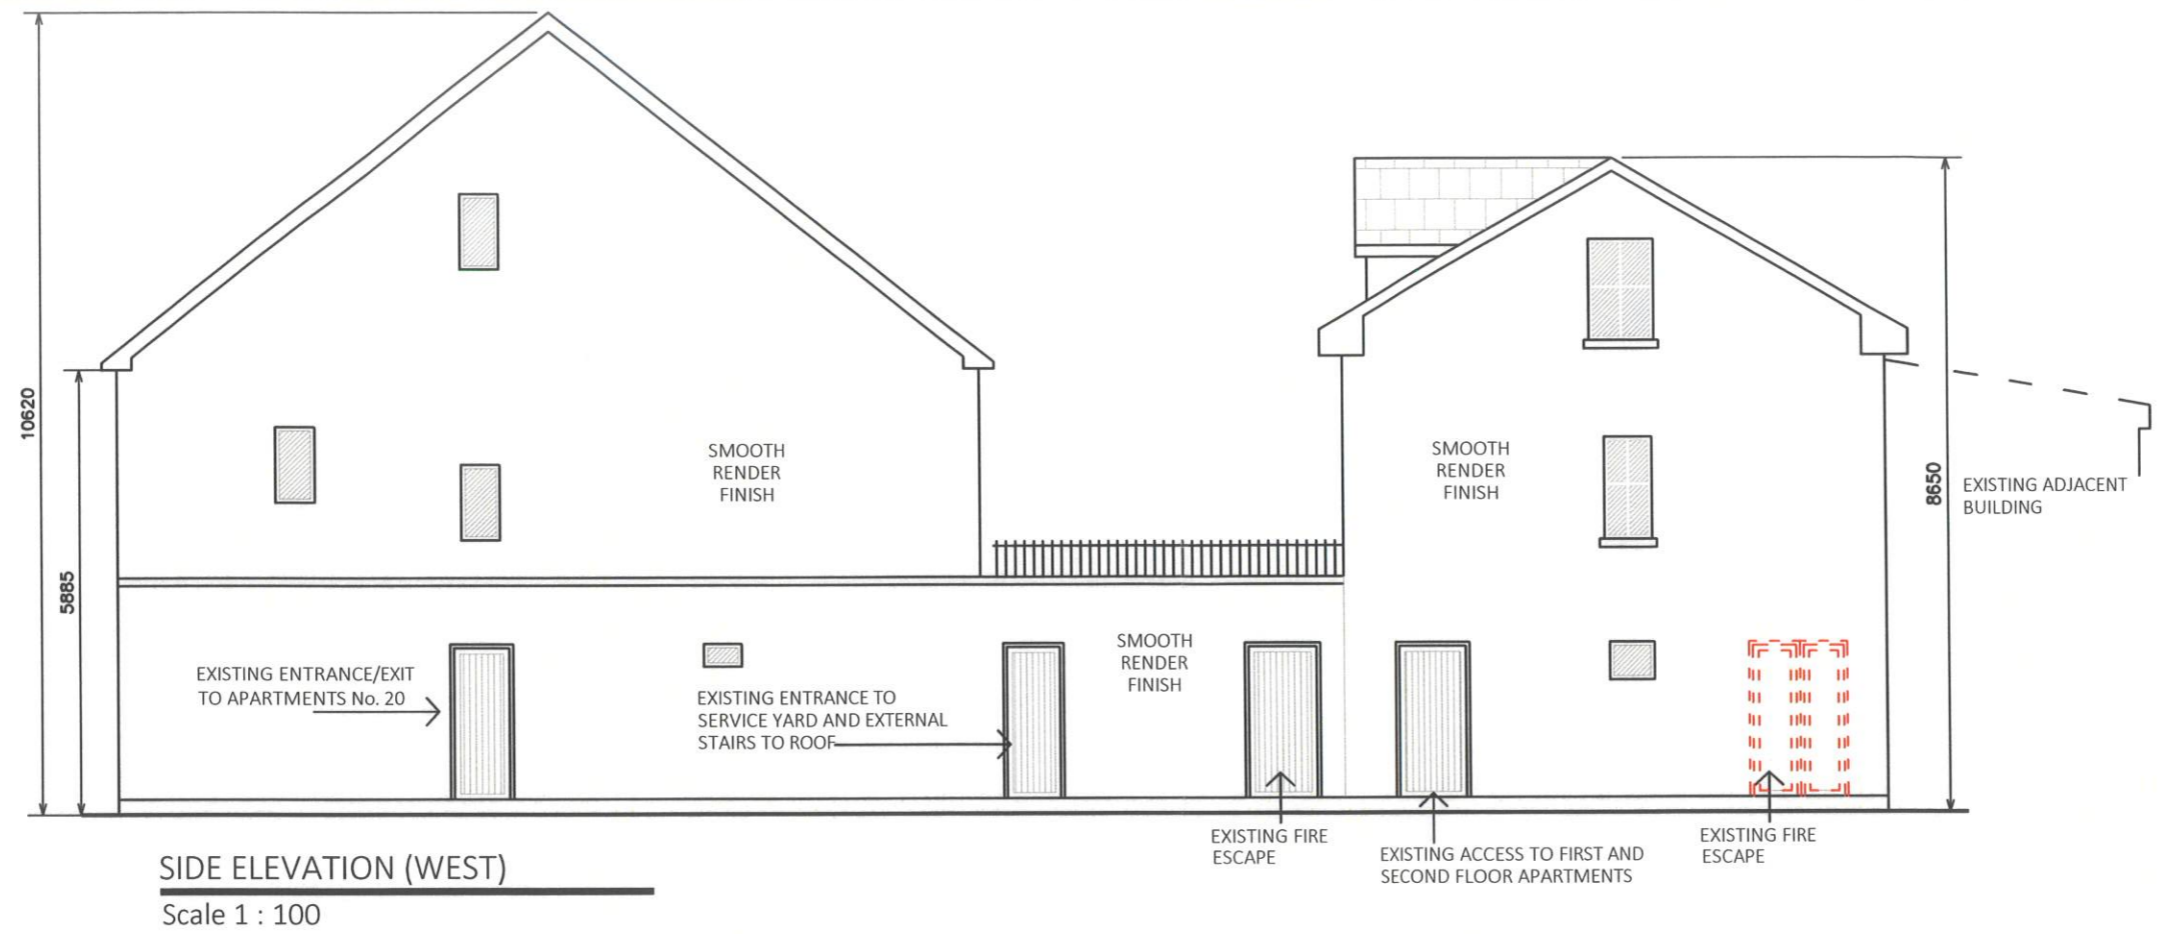 10620
5885
SMOOTH
RENDER
FINISH
SMOOTH
RENDER
FINISH
8650
EXISTING ADJACENT
BUILDING
EXISTING ENTRANCE/EXIT
TO APARTMENTS No. 20
EXISTING ENTRANCE TO
SERVICE YARD AND EXTERNAL
STAIRS TO ROOF
SMOOTH
RENDER
FINISH
EXISTING FIRE
ESCAPE
EXISTING ACCESS TO FIRST AND
SECOND FLOOR APARTMENTS
EXISTING FIRE
ESCAPE
SIDE ELEVATION (WEST)
Scale 1 : 100